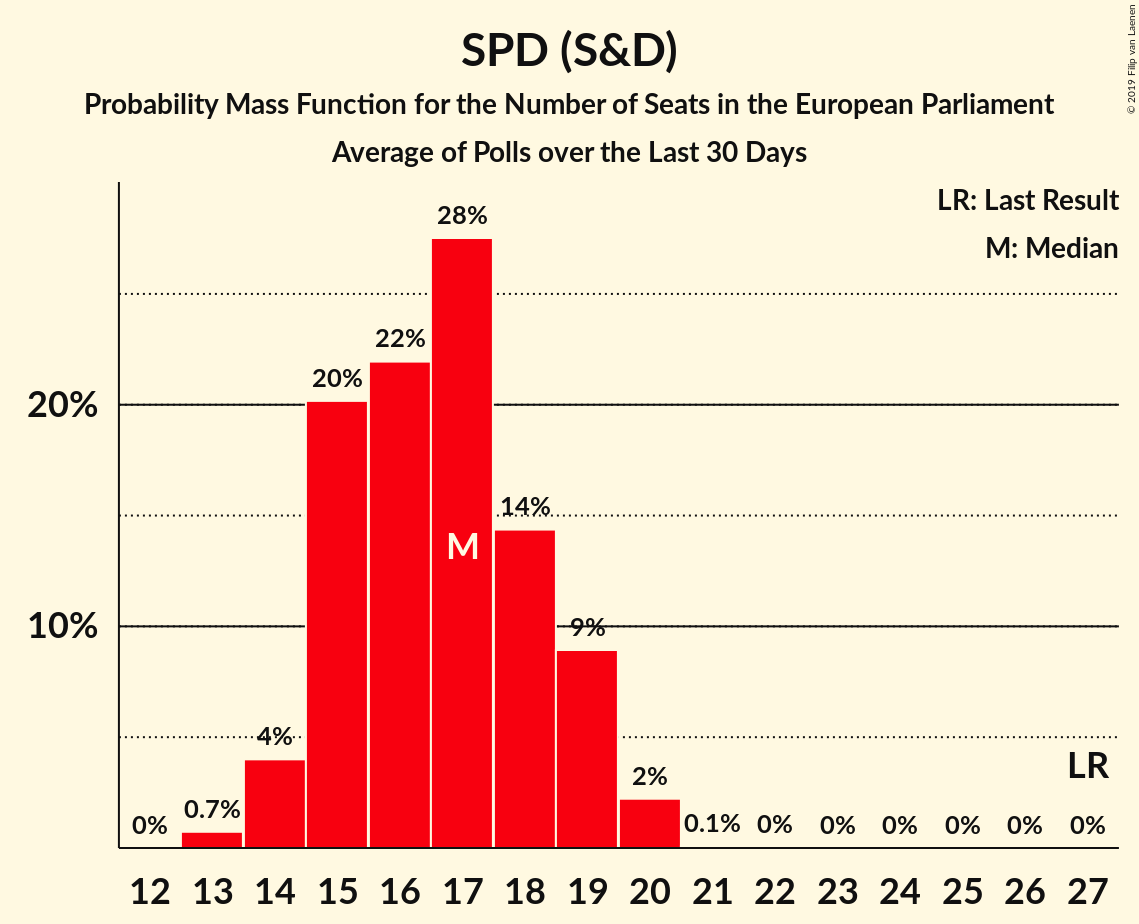 SPD (S&D)
Probability Mass Function for the Number of Seats in the European Parliament
Average of Polls over the Last 30 Days
© 2019 Filip van Laenen
LR: Last Result
M: Median
28%
22%
20%
20%
14%
M
10%
9%
4%
LR
2%
0% 0.7% 0.1% 0% 0% 0% 0% 0% 0%
12 13 14 15 16 17 18 19 20 21 22 23 24 25 26 27